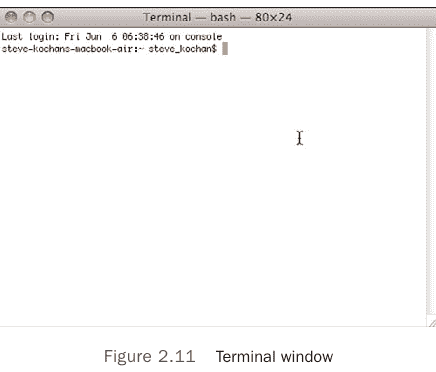 Terminal — bash — 80×24
Last login: Fri Jun  6 06:38:46 on console
steve-kochans-macbook-air:~ steve_kochan$
Figure 2.11 Terminal window